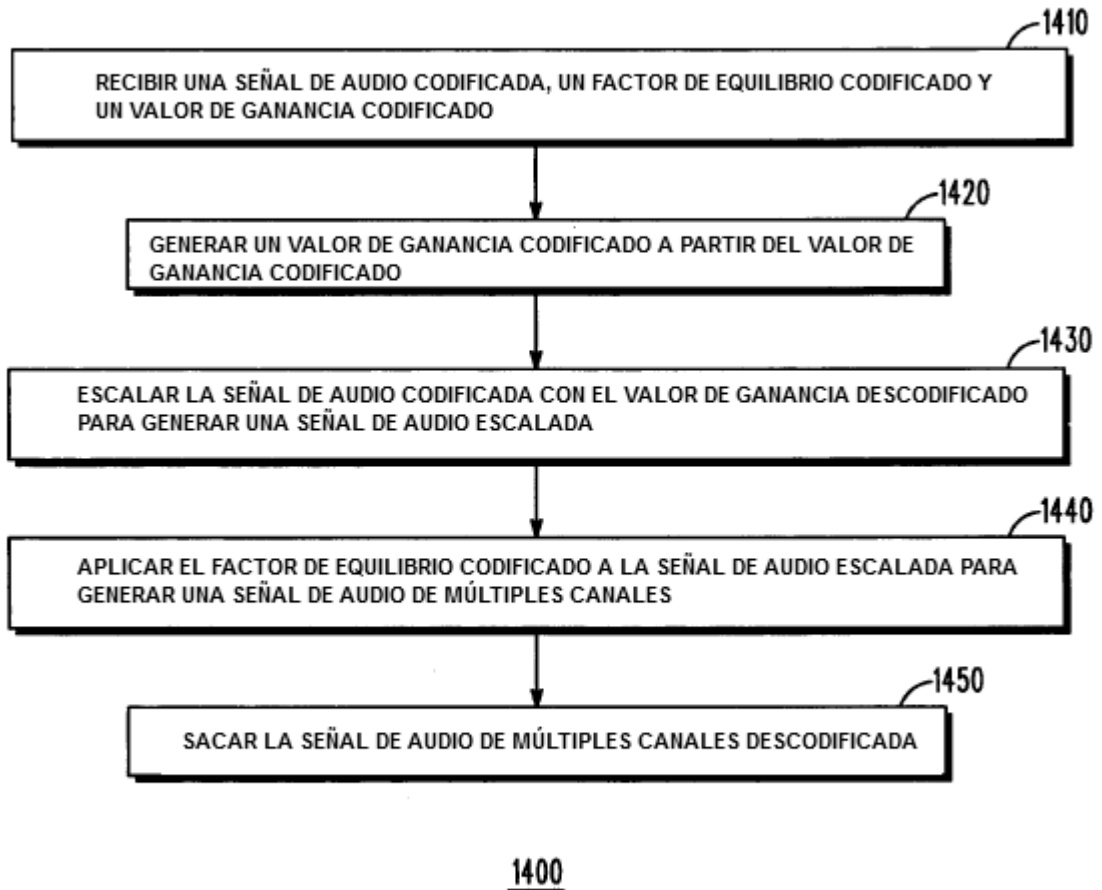 1410
RECIBIR UNA SEÑAL DE AUDIO CODIFICADA, UN FACTOR DE EQUILIBRIO CODIFICADO Y
UN VALOR DE GANANCIA CODIFICADO
1420
GENERAR UN VALOR DE GANANCIA CODIFICADO A PARTIR DEL VALOR DE
GANANCIA CODIFICADO
1430
ESCALAR LA SEÑAL DE AUDIO CODIFICADA CON EL VALOR DE GANANCIA DESCODIFICADO
PARA GENERAR UNA SEÑAL DE AUDIO ESCALADA
1440
APLICAR EL FACTOR DE EQUILIBRIO CODIFICADO A LA SEÑAL DE AUDIO ESCALADA PARA
GENERAR UNA SEÑAL DE AUDIO DE MÚLTIPLES CANALES
1450
SACAR LA SEÑAL DE AUDIO DE MÚLTIPLES CANALES DESCODIFICADA
1400